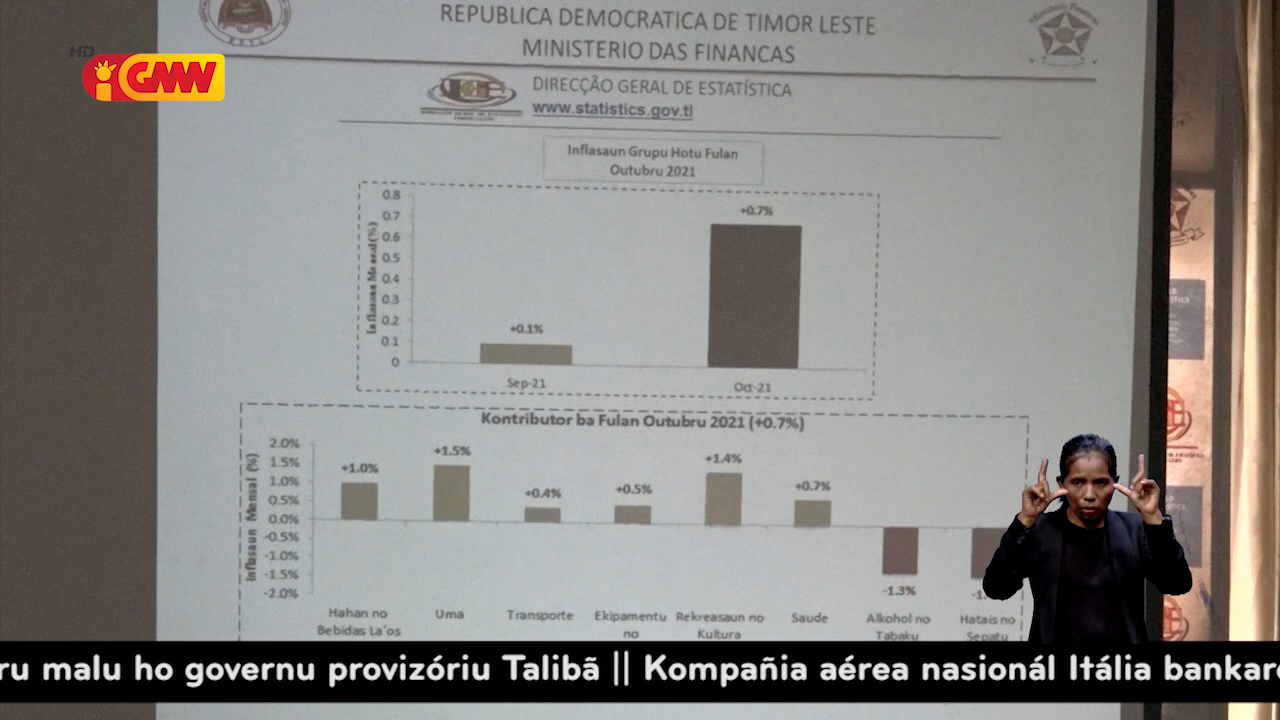 REPUBLICA DEMOCRATICA DE TIMOR LESTE
MINISTERIO DAS FINANCAS
HD
GMW
DIRECÇÃO GERAL DE ESTATÍSTICA
www.statistics.gov.tl
Inflasaun Grupu Hotu Fulan
Outubru 2021
Inflasaun Mensal (%)
0.8
0.7
0.6
0.5
0.4
0.3
0.2
0.1
0
+0.1%
+0.7%
Sep-21
Oct-21
Kontributor ba Fulan Outubru 2021 (+0.7%)
Inflasaun Mensal (%)
2.0%
1.5%
1.0%
0.5%
0.0%
-0.5%
-1.0%
-1.5%
-2.0%
+1.0%
+1.5%
+0.4%
+0.5%
+1.4%
+0.7%
-1.3%
Hahan no
Bebidas La'os
Uma
Transporte
Ekipamentu
no
Rekreasaun no
Kultura
Saude
Alkohol no
Tabaku
Hatais no
Sepatu
ru malu ho governu provizóriu Talibã || Kompañia aérea nasionál Itália bankar